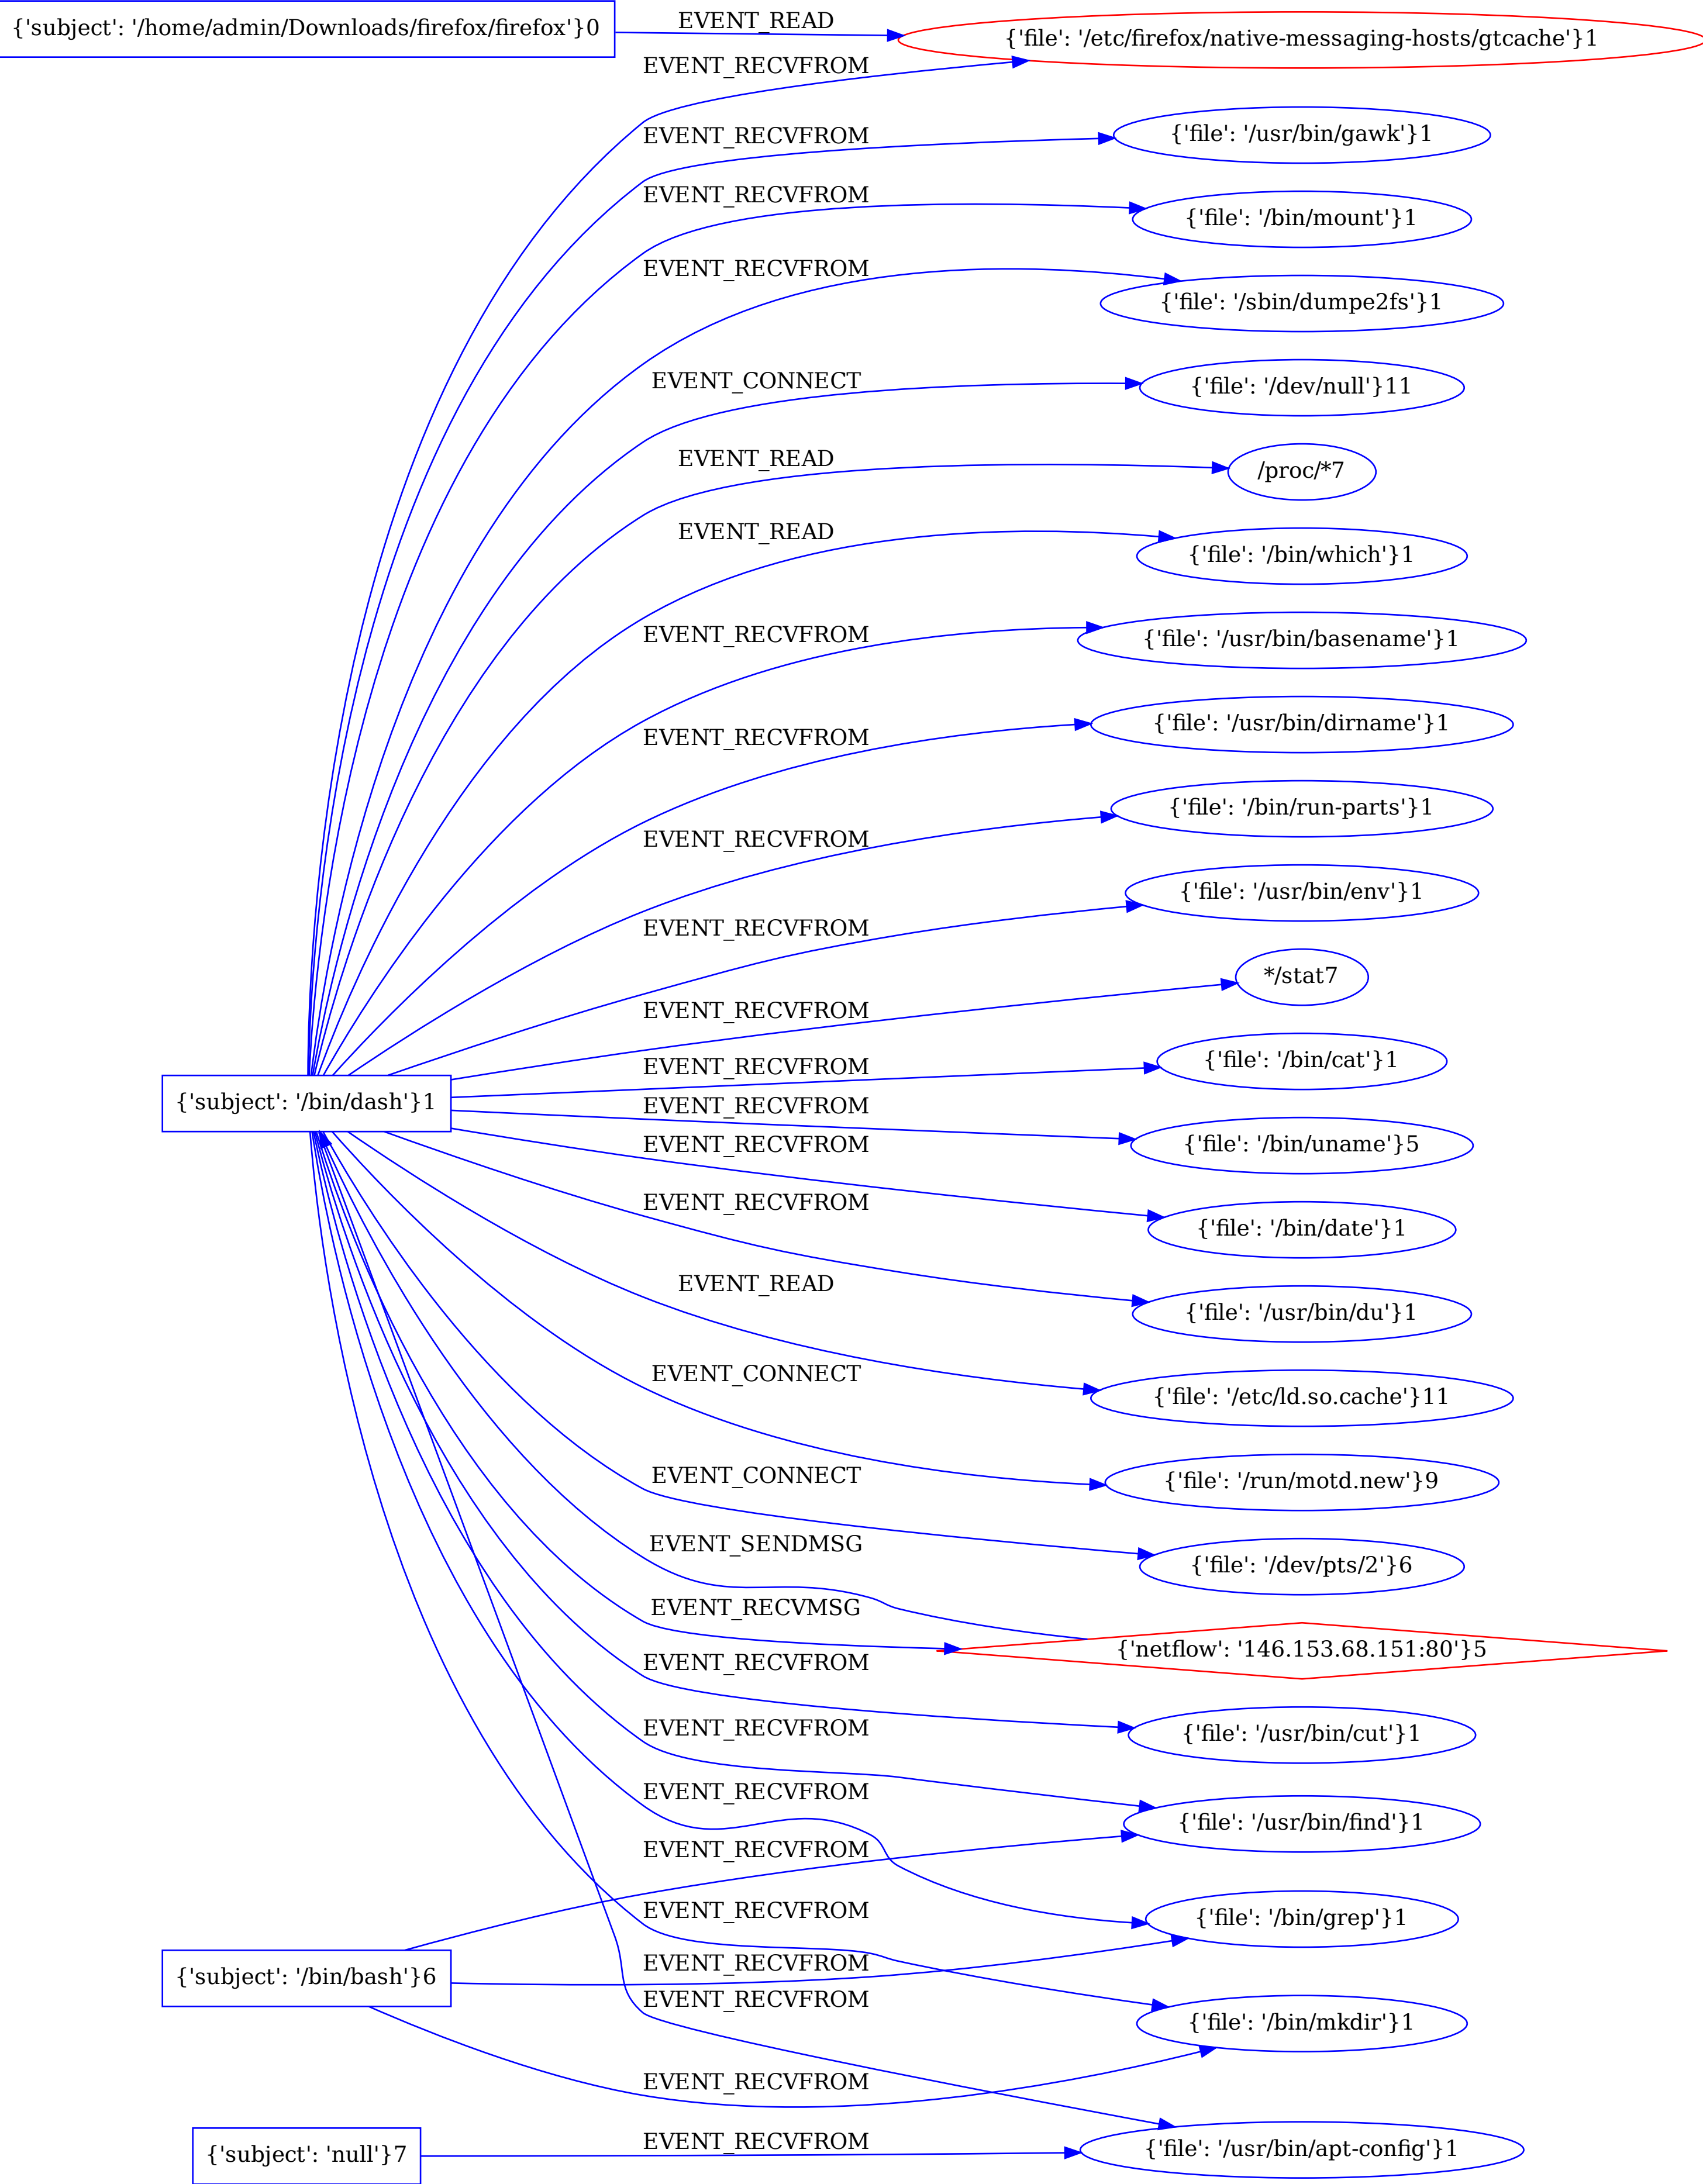 {'subject': '/home/admin/Downloads/firefox/firefox'}0
EVENT_READ
{'file': '/etc/firefox/native-messaging-hosts/gtcache'}1
EVENT_RECVFROM
EVENT_RECVFROM
{'file': '/usr/bin/gawk'}1
EVENT_RECVFROM
{'file': '/bin/mount'}1
EVENT_RECVFROM
{'file': '/sbin/dumpe2fs'}1
EVENT_CONNECT
{'file': '/dev/null'}11
EVENT_READ
/proc/*7
EVENT_READ
{'file': '/bin/which'}1
EVENT_RECVFROM
{'file': '/usr/bin/basename'}1
EVENT_RECVFROM
{'file': '/usr/bin/dirname'}1
EVENT_RECVFROM
{'file': '/bin/run-parts'}1
EVENT_RECVFROM
{'file': '/usr/bin/env'}1
EVENT_RECVFROM
*/stat7
EVENT_RECVFROM
{'file': '/bin/cat'}1
{'subject': '/bin/dash'}1
EVENT_RECVFROM
{'file': '/bin/uname'}5
EVENT_RECVFROM
{'file': '/bin/date'}1
EVENT_RECVFROM
{'file': '/usr/bin/du'}1
EVENT_READ
{'file': '/etc/ld.so.cache'}11
EVENT_CONNECT
{'file': '/run/motd.new'}9
EVENT_CONNECT
{'file': '/dev/pts/2'}6
EVENT_SENDMSG
EVENT_RECVMSG
{'netflow': '146.153.68.151:80'}5
EVENT_RECVFROM
{'file': '/usr/bin/cut'}1
EVENT_RECVFROM
{'file': '/usr/bin/find'}1
EVENT_RECVFROM
EVENT_RECVFROM
{'file': '/bin/grep'}1
EVENT_RECVFROM
{'subject': '/bin/bash'}6
EVENT_RECVFROM
EVENT_RECVFROM
{'file': '/bin/mkdir'}1
EVENT_RECVFROM
{'subject': 'null'}7
EVENT_RECVFROM
{'file': '/usr/bin/apt-config'}1